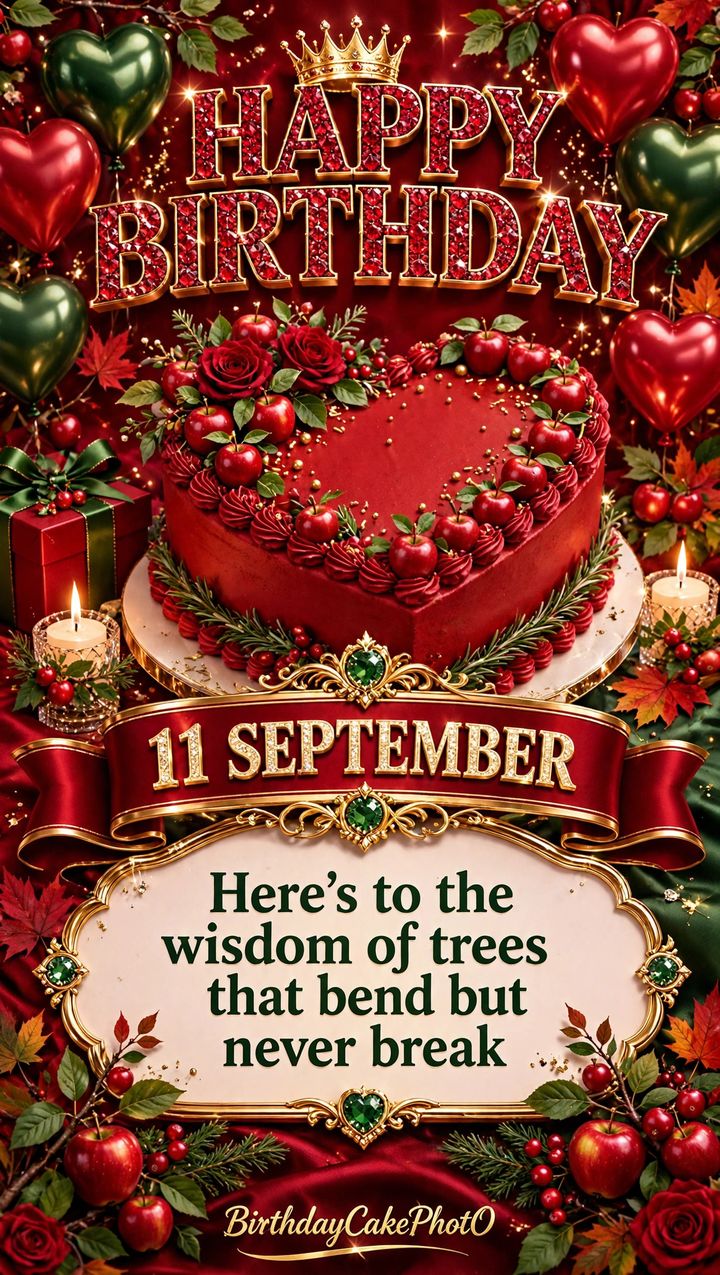 HAPPY
BIRTHDAY
11 SEPTEMBER
Here's to the
wisdom of trees
that bend but
never break
BirthdayCakePhotO